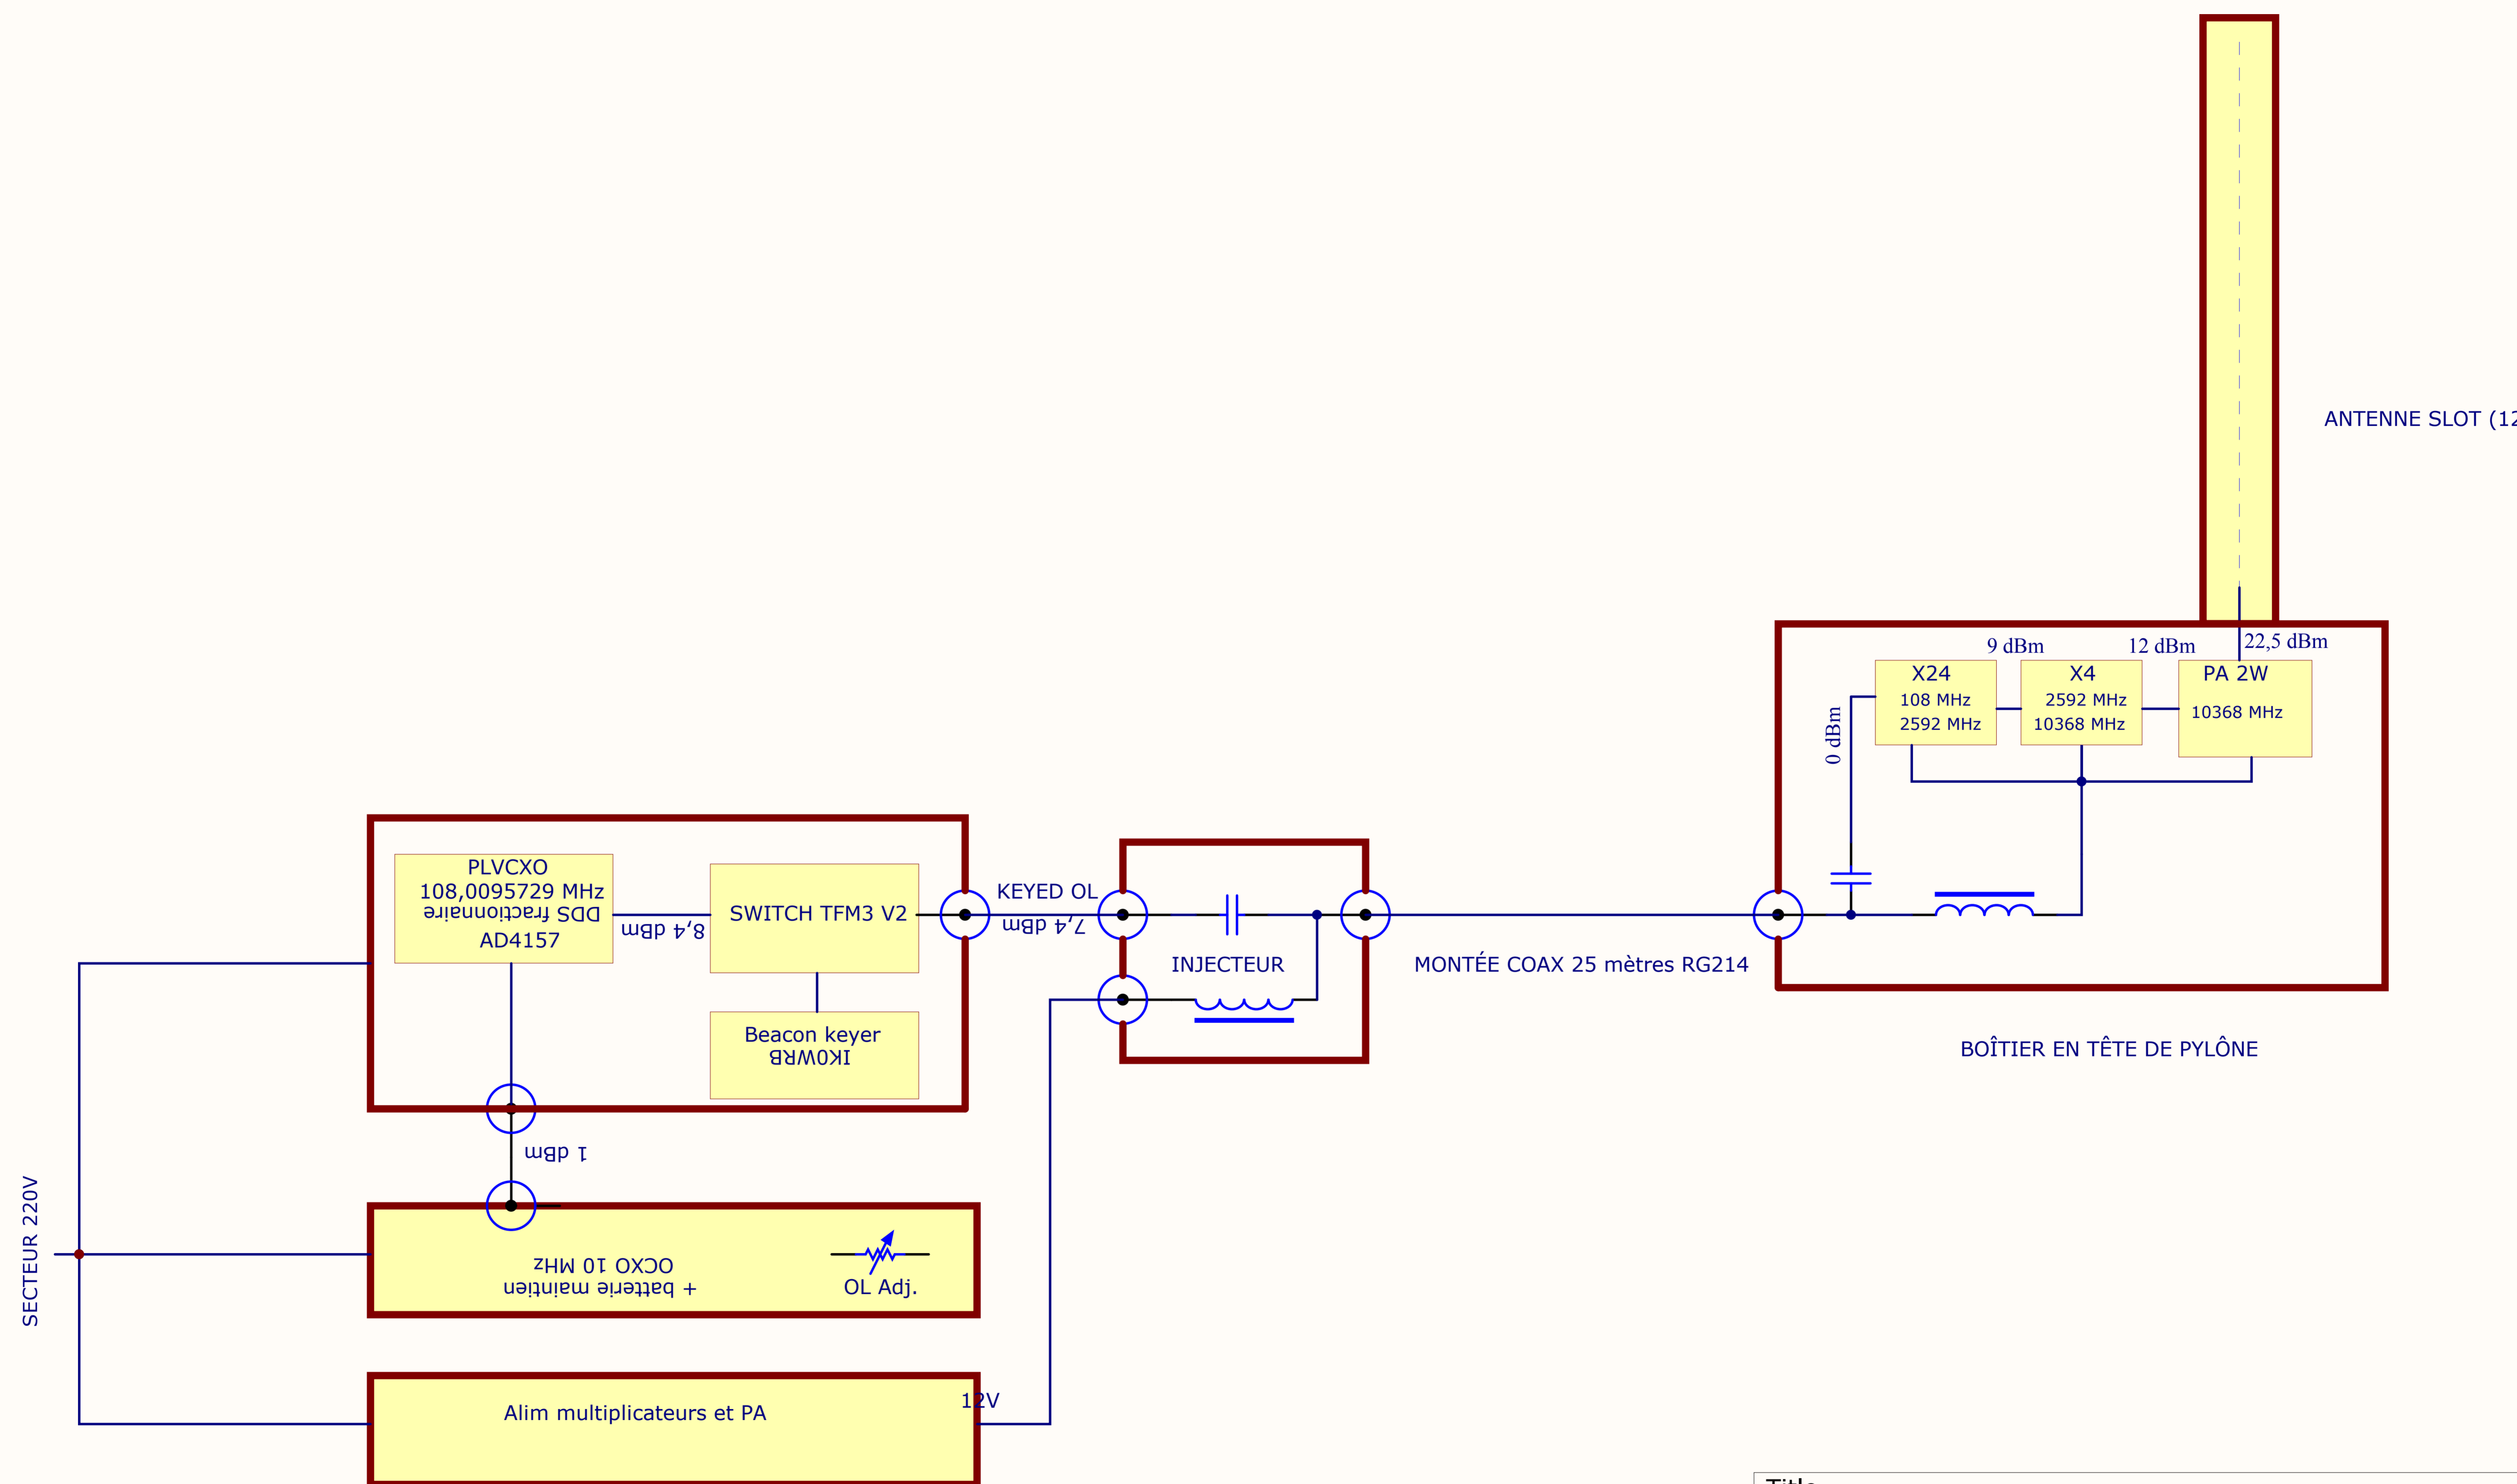 ANTENNE SLOT (12
22,5 dBm
9 dBm
12 dBm
X24
108 MHz
2592 MHz
X4
2592 MHz
10368 MHz
PA 2W
10368 MHz
0 dBm
PLVCXO
108,0095729 MHz
DDS fractionnaire
AD4157
8,4 dBm
SWITCH TFM3 V2
KEYED OL
7,4 dBm
INJECTEUR
MONTÉE COAX 25 mètres RG214
Beacon keyer
IK0WRB
BOÎTIER EN TÊTE DE PYLÔNE
1 dBm
SECTEUR 220V
OCXO 10 MHz
+ batterie maintien
OL Adj.
12V
Alim multiplicateurs et PA
Title